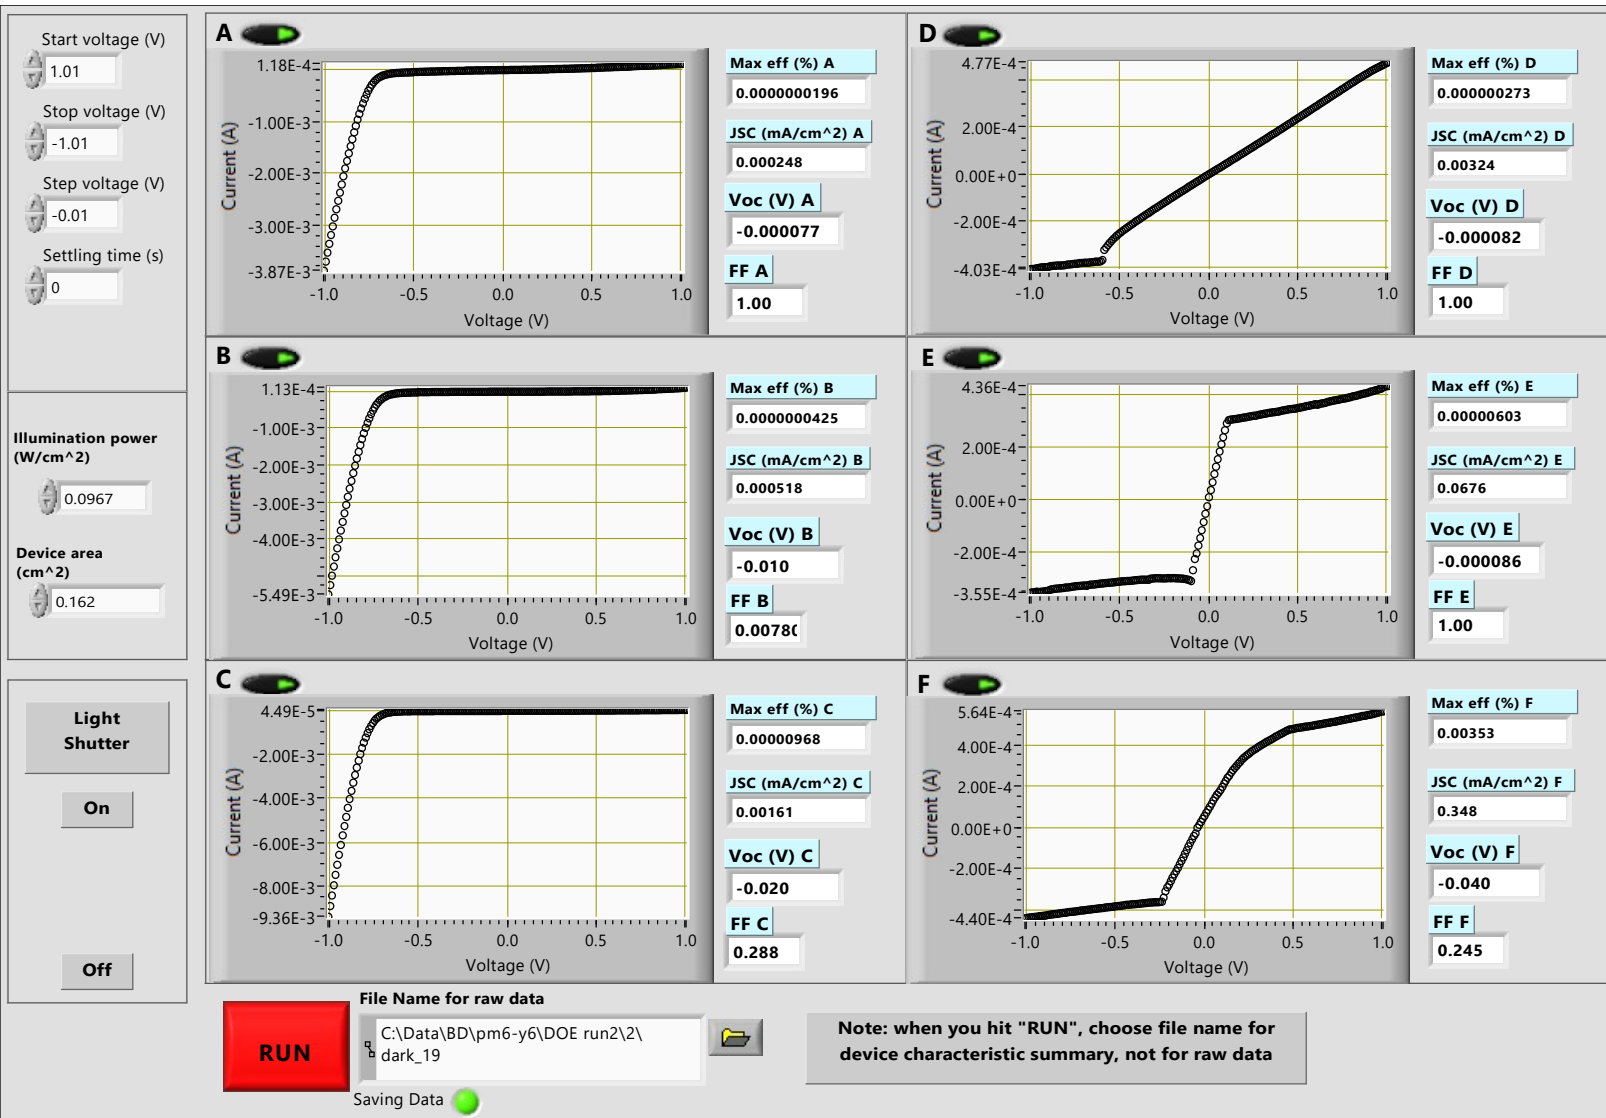 Start voltage (V)
1.01
Stop voltage (V)
-1.01
Step voltage (V)
-0.01
Settling time (s)
0
Illumination power
(W/cm^2)
0.0967
Device area
(cm^2)
0.162
Light
Shutter
On
Off
A
1.18E-4
-1.00E-3
-2.00E-3
-3.00E-3
-3.87E-3
Current (A)
-1.0 -0.5 0.0 0.5 1.0
Voltage (V)
Max eff (%) A
0.0000000196
JSC (mA/cm^2) A
0.000248
Voc (V) A
-0.000077
FF A
1.00
B
1.13E-4
-1.00E-3
-2.00E-3
-3.00E-3
-4.00E-3
-5.49E-3
Current (A)
-1.0 -0.5 0.0 0.5 1.0
Voltage (V)
Max eff (%) B
0.0000000425
JSC (mA/cm^2) B
0.000518
Voc (V) B
-0.010
FF B
0.0078
C
4.49E-5
-2.00E-3
-4.00E-3
-6.00E-3
-8.00E-3
-9.36E-3
Current (A)
-1.0 -0.5 0.0 0.5 1.0
Voltage (V)
Max eff (%) C
0.00000968
JSC (mA/cm^2) C
0.00161
Voc (V) C
-0.020
FF C
0.288
D
4.77E-4
2.00E-4
0.00E+0
-2.00E-4
-4.03E-4
Current (A)
-1.0 -0.5 0.0 0.5 1.0
Voltage (V)
Max eff (%) D
0.000000273
JSC (mA/cm^2) D
0.00324
Voc (V) D
-0.000082
FF D
1.00
E
4.36E-4
2.00E-4
0.00E+0
-2.00E-4
-3.55E-4
Current (A)
-1.0 -0.5 0.0 0.5 1.0
Voltage (V)
Max eff (%) E
0.00000603
JSC (mA/cm^2) E
0.0676
Voc (V) E
-0.000086
FF E
1.00
F
5.64E-4
4.00E-4
2.00E-4
0.00E+0
-2.00E-4
-4.40E-4
Current (A)
-1.0 -0.5 0.0 0.5 1.0
Voltage (V)
Max eff (%) F
0.00353
JSC (mA/cm^2) F
0.348
Voc (V) F
-0.040
FF F
0.245
RUN
File Name for raw data
C:\Data\BD\pm6-y6\DOE run2\2\
dark_19
Saving Data
Note: when you hit "RUN", choose file name for
device characteristic summary, not for raw data